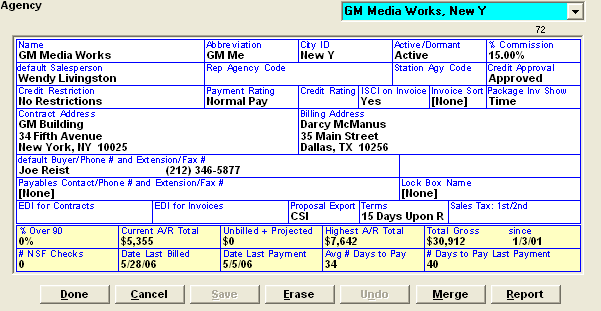 Agency
GM Media Works, New Y
72
Name Abbreviation City ID Active/Dormant % Commission
GM Media Works GM Me New Y Active 15.00%
default Salesperson Rep Agency Code Station Agy Code Credit Approval
Wendy Livingston Approved
Credit Restriction Payment Rating Credit Rating ISCI on Invoice Invoice Sort Package Inv Show
No Restrictions Normal Pay Yes [None] Time
Contract Address Billing Address
GM Building Darcy McManus
34 Fifth Avenue 35 Main Street
New York, NY 10025 Dallas, TX 10256
default Buyer/Phone # and Extension/Fax #
Joe Reist (212) 346-5877
Payables Contact/Phone # and Extension/Fax # Lock Box Name
[None] [None]
EDI for Contracts EDI for Invoices Proposal Export Terms Sales Tax: 1st/2nd
CSI 15 Days Upon R
% Over 90 Current A/R Total Unbilled + Projected Highest A/R Total Total Gross since
0% $5,355 $0 $7,642 $30,912 1/3/01
# NSF Checks Date Last Billed Date Last Payment Avg # Days to Pay # Days to Pay Last Payment
0 5/28/06 5/5/06 34 40
Done Cancel Save Erase Undo Merge Report